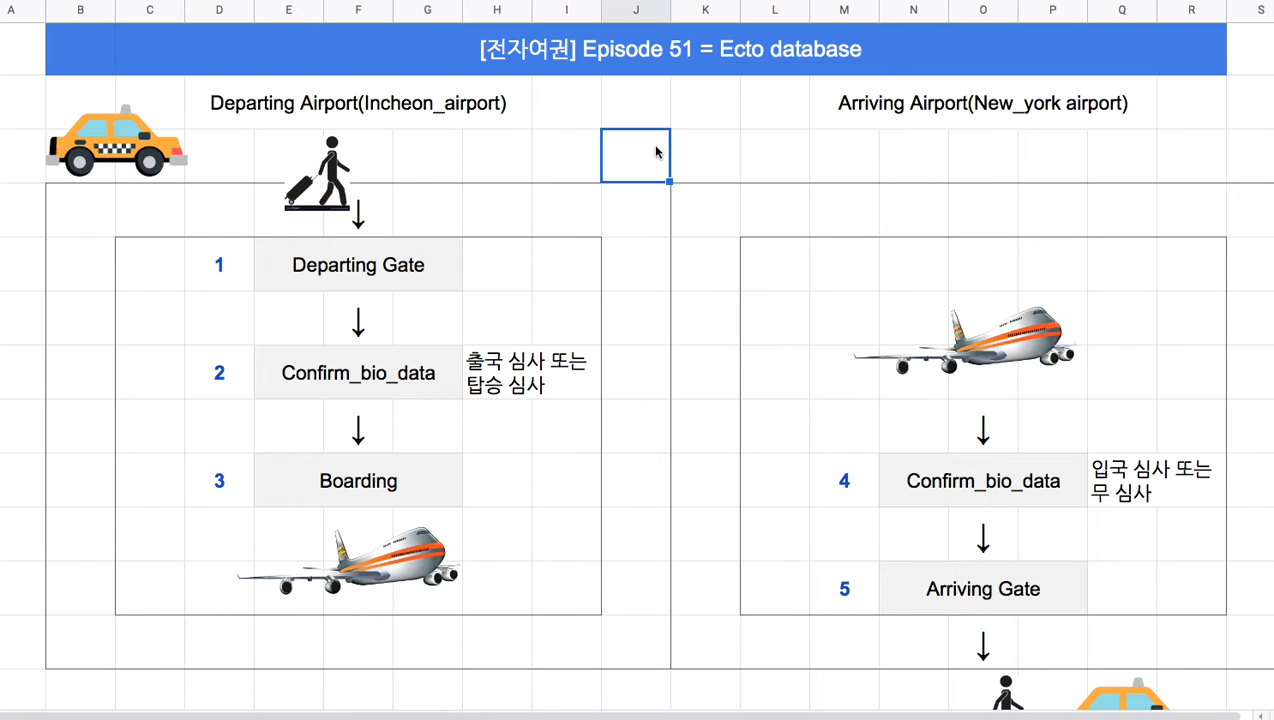 A B C D E F G H I J K L M N O P Q R S
[전자여권] Episode 51 = Ecto database
Departing Airport(Incheon_airport)
Arriving Airport(New_york airport)
↓
1 Departing Gate
↓
2 Confirm_bio_data
출국 심사 또는
탑승 심사
↓
3 Boarding
↓
4 Confirm_bio_data
입국 심사 또는
무 심사
↓
5 Arriving Gate
↓